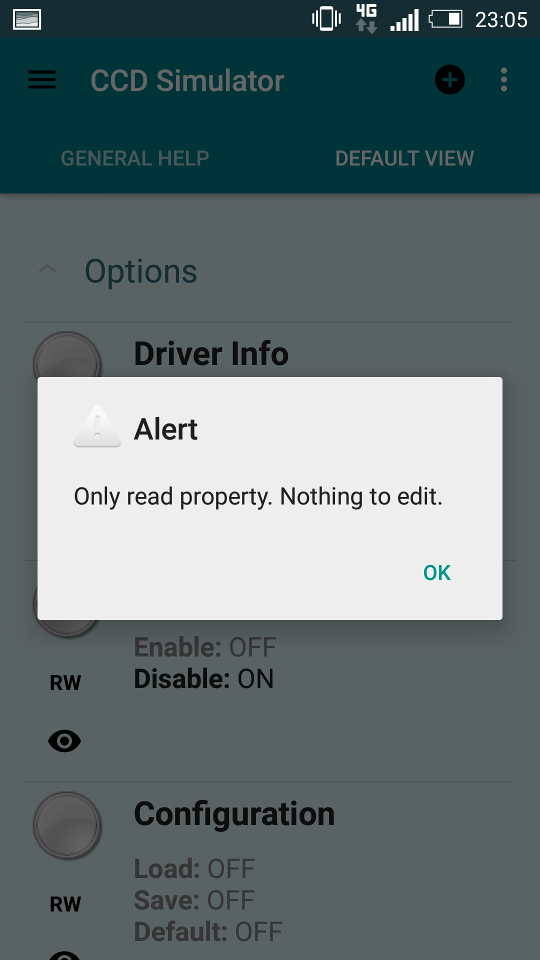 4G 23:05
CCD Simulator
GENERAL HELP DEFAULT VIEW
Options
Driver Info
Alert
Only read property. Nothing to edit.
OK
Enable: OFF
RW Disable: ON
Configuration
Load: OFF
RW Save: OFF
Default: OFF